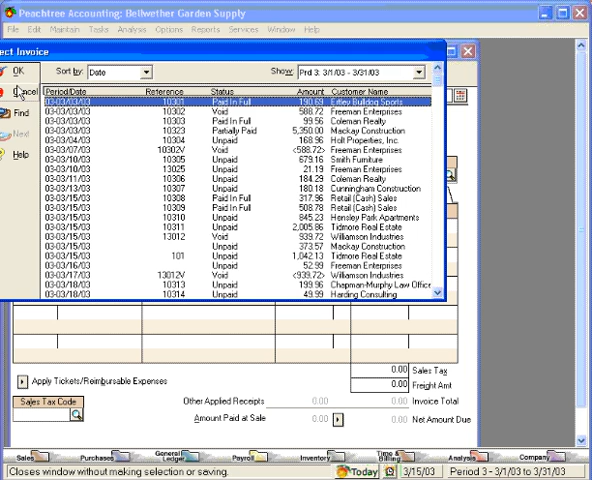 Peachtree Accounting: Bellwether Garden Supply
File Edit Maintain Tasks Analysis Options Reports Services Window Help
ect Invoice
OK
Cancel
Find
Next
Help
Sort by: Date Show: Prd 3: 3/1/03 - 3/31/03
Period/Date Reference Status Amount Customer Name
03-03/03/03 10301 Paid In Full 190.69 Ertley Bulldog Sports
03-03/03/03 10302 Void 588.72 Freeman Enterprises
03-03/03/03 10303 Paid In Full 99.56 Coleman Realty
03-03/03/03 10323 Partially Paid 5,350.00 Mackay Construction
03-03/04/03 10304 Unpaid 168.96 Holt Properties, Inc.
03-03/07/03 10302V Void <588.72> Freeman Enterprises
03-03/10/03 10305 Unpaid 679.16 Smith Furniture
03-03/10/03 13025 Unpaid 21.19 Freeman Enterprises
03-03/11/03 10306 Unpaid 184.29 Coleman Realty
03-03/13/03 10307 Unpaid 180.18 Cunningham Construction
03-03/15/03 10308 Paid In Full 317.96 Retail (Cash) Sales
03-03/15/03 10309 Paid In Full 508.78 Retail (Cash) Sales
03-03/15/03 10310 Unpaid 845.23 Hensley Park Apartments
03-03/15/03 10311 Unpaid 2,005.86 Tidmore Real Estate
03-03/15/03 13012 Void 939.72 Williamson Industries
03-03/15/03 Unpaid 373.57 Mackay Construction
03-03/15/03 101 Unpaid 1,042.13 Tidmore Real Estate
03-03/16/03 Unpaid 52.99 Freeman Enterprises
03-03/17/03 13012V Void <939.72> Williamson Industries
03-03/18/03 10313 Unpaid 199.96 Chapman-Murphy Law Office
03-03/18/03 10314 Unpaid 49.99 Harding Consulting
0.00 Sales Tax
0.00 Freight Amt
Apply Tickets/Reimbursable Expenses
Sales Tax Code
Other Applied Receipts 0.00 0.00 Invoice Total
Amount Paid at Sale 0.00 0.00 Net Amount Due
Sales Purchases General Ledger Payroll Inventory Time & Billing Analysis Company
Closes window without making selection or saving. Today 3/15/03 Period 3 - 3/1/03 to 3/31/03